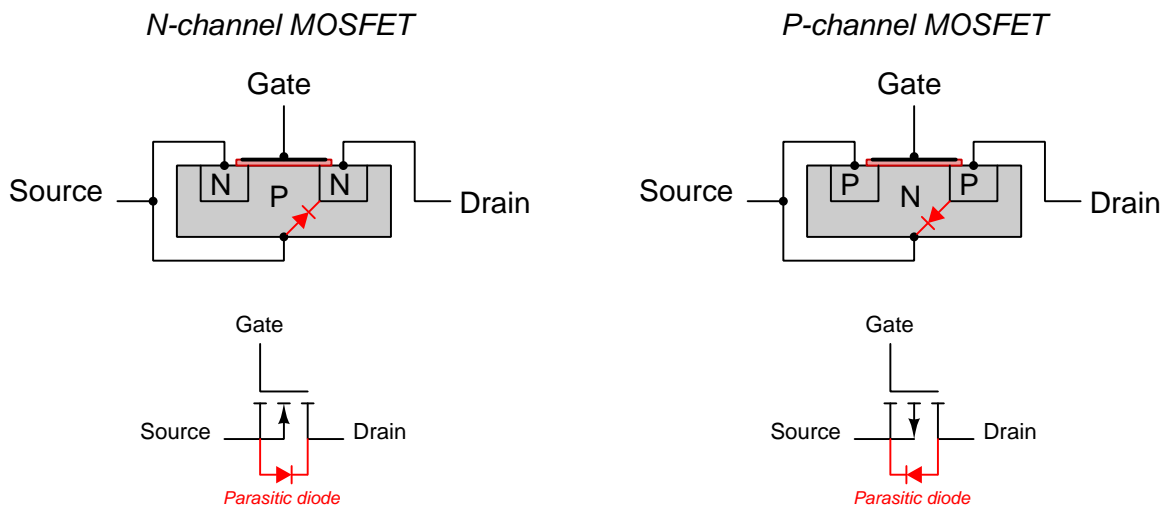 N-channel MOSFET
P-channel MOSFET
Gate
Gate
N
N
P
P
P
N
Source
Drain
Source
Drain
Gate
Gate
Source
Drain
Source
Drain
Parasitic diode
Parasitic diode